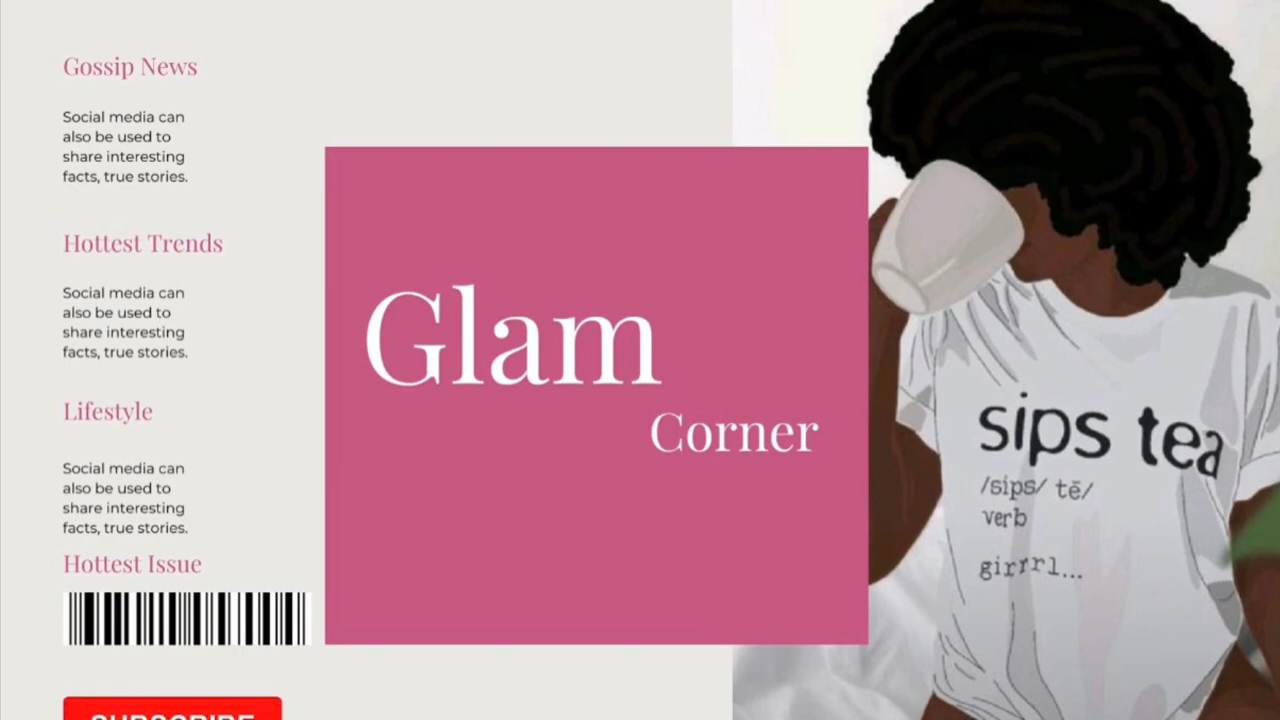 Gossip News
Social media can
also be used to
share interesting
facts, true stories.
Hottest Trends
Social media can
also be used to
share interesting
facts, true stories.
Lifestyle
Social media can
also be used to
share interesting
facts, true stories.
Hottest Issue
SUBSCRIBE
Glam
Corner
sips tea
/sips/ tē/
verb
girrrl...